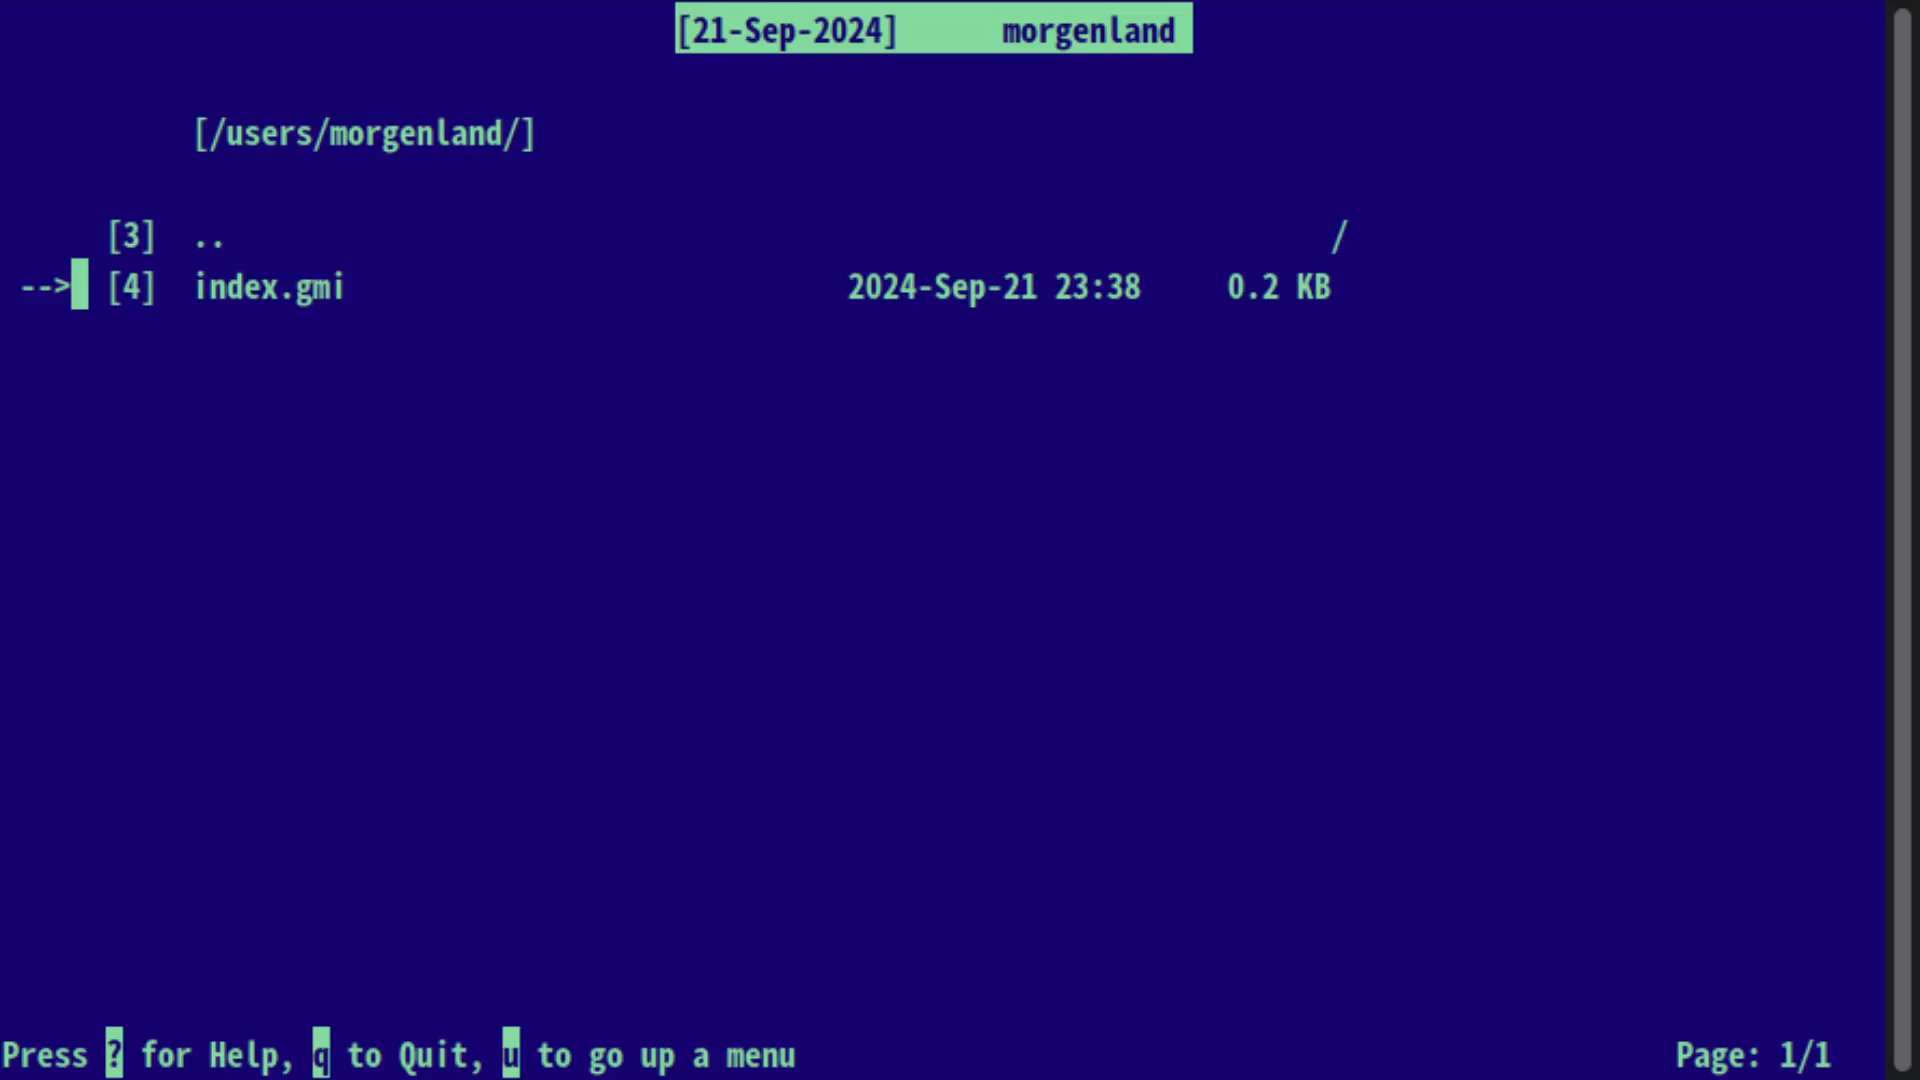 [21-Sep-2024]      morgenland
[/users/morgenland/]
[3]  ..                                                                /
--> [4]  index.gmi                             2024-Sep-21 23:38     0.2 KB
Press ? for Help, q to Quit, u to go up a menu                                                   Page: 1/1